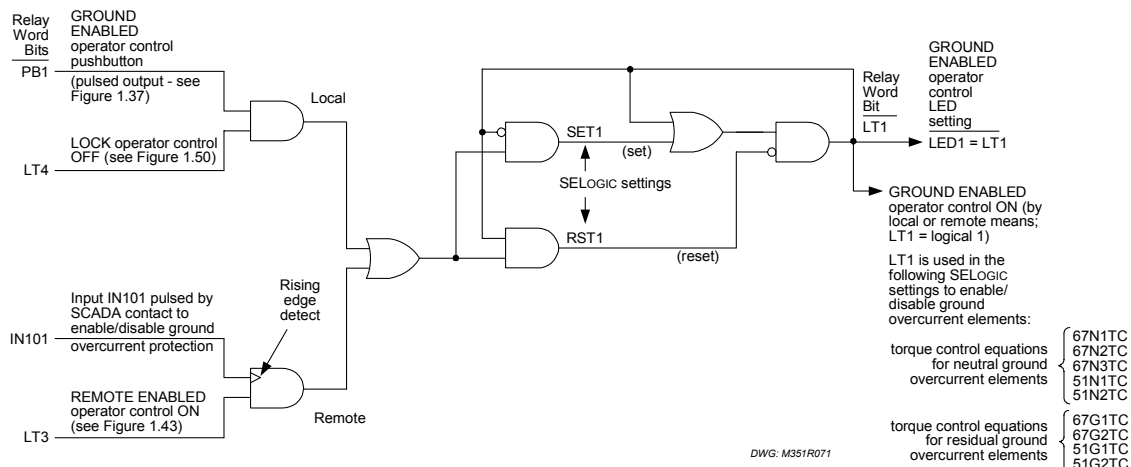 Relay
Word
Bits
PB1
GROUND
ENABLED
operator control
pushbutton
(pulsed output - see
Figure 1.37)
LOCK operator control
OFF (see Figure 1.50)
LT4
Local
Input IN101 pulsed by
SCADA contact to
enable/disable ground
overcurrent protection
IN101
Rising
edge
detect
REMOTE ENABLED
operator control ON
(see Figure 1.43)
LT3
Remote
SET1
(set)
SELOGIC settings
RST1
(reset)
Relay
Word
Bit
LT1
GROUND
ENABLED
operator
control
LED
setting
LED1 = LT1
GROUND ENABLED
operator control ON (by
local or remote means;
LT1 = logical 1)
LT1 is used in the
following SELOGIC
settings to enable/
disable ground
overcurrent elements:
torque control equations
for neutral ground
overcurrent elements
67N1TC
67N2TC
67N3TC
51N1TC
51N2TC
torque control equations
for residual ground
overcurrent elements
67G1TC
67G2TC
51G1TC
51G2TC
DWG: M351R071